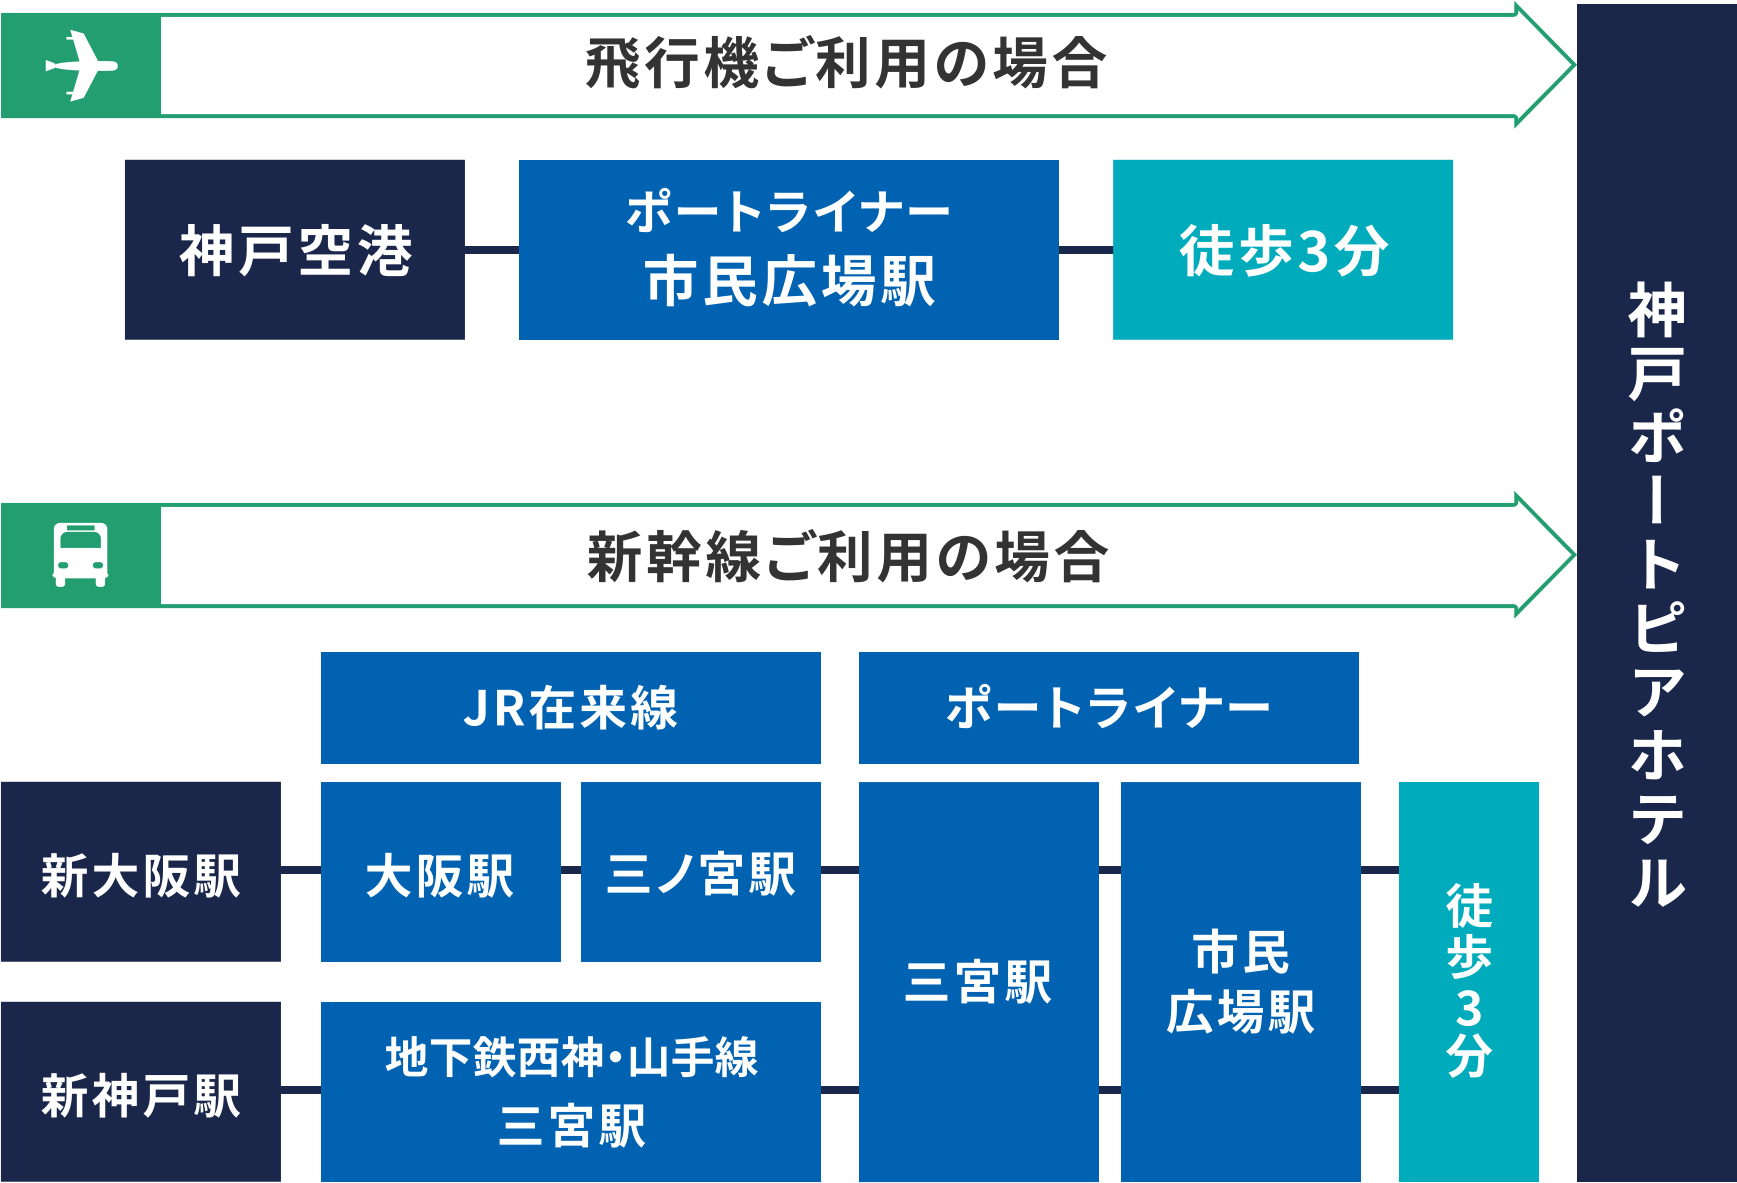 飛行機ご利用の場合
神戸空港
ポートライナー
市民広場駅
徒歩3分
神戸ポートピアホテル
新幹線ご利用の場合
JR在来線
ポートライナー
新大阪駅
大阪駅
三ノ宮駅
三宮駅
市民
広場駅
徒歩3分
新神戸駅
地下鉄西神・山手線
三宮駅